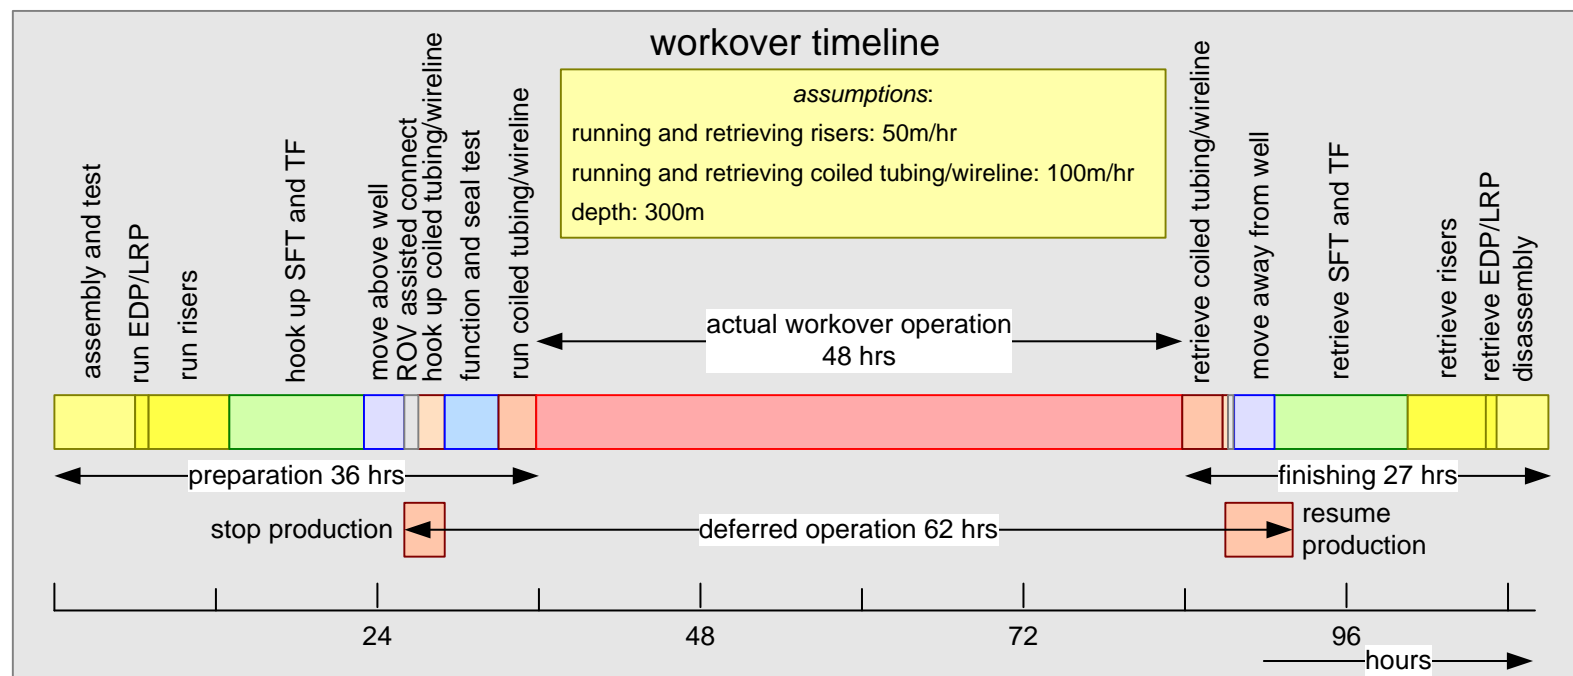 workover timeline
assumptions:
running and retrieving risers: 50m/hr
running and retrieving coiled tubing/wireline: 100m/hr
depth: 300m
assembly and test
run EDP/LRP
run risers
hook up SFT and TF
move above well
ROV assisted connect
hook up coiled tubing/wireline
function and seal test
run coiled tubing/wireline
actual workover operation
48 hrs
retrieve coiled tubing/wireline
move away from well
retrieve SFT and TF
retrieve risers
retrieve EDP/LRP
disassembly
preparation 36 hrs
finishing 27 hrs
stop production
deferred operation 62 hrs
resume
production
24
48
72
96
hours